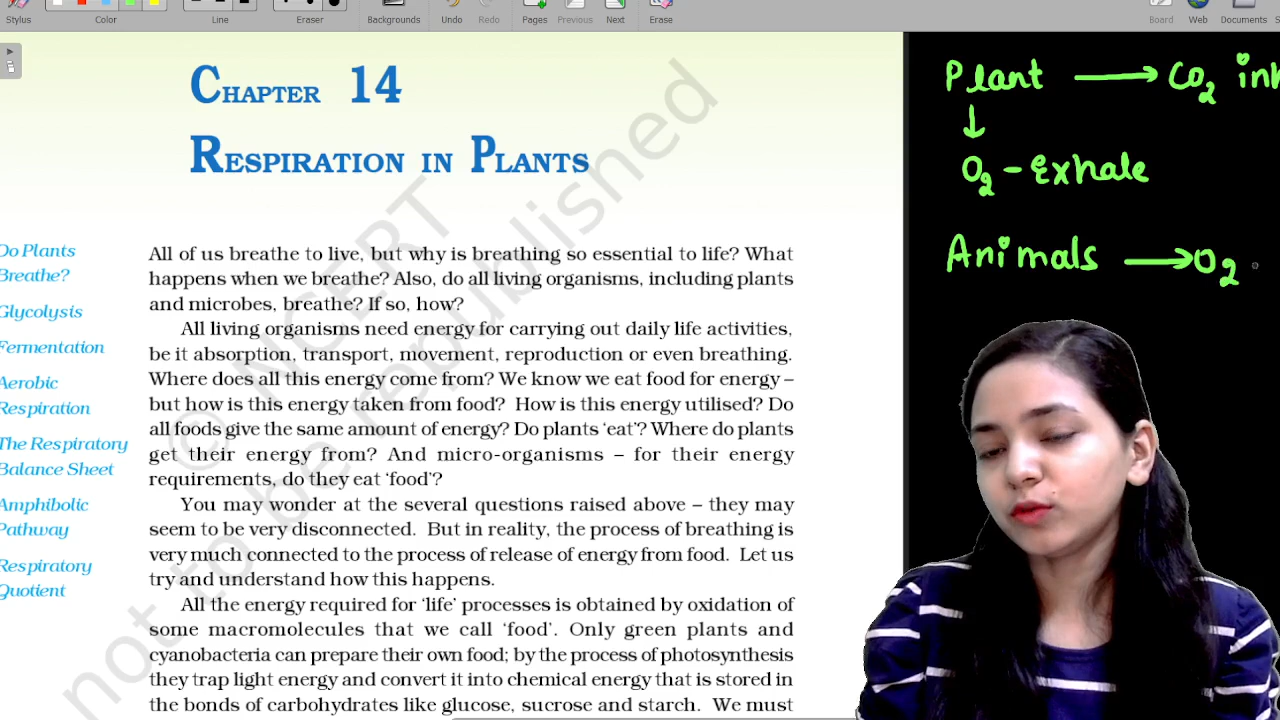 Stylus
Color
Line
Eraser
Backgrounds
Undo
Redo
Pages
Previous
Next
Erase
Board
Web
Documents
CHAPTER 14
RESPIRATION IN PLANTS
Do Plants
Breathe?
Glycolysis
Fermentation
Aerobic
Respiration
The Respiratory
Balance Sheet
Amphibolic
Pathway
Respiratory
Quotient
All of us breathe to live, but why is breathing so essential to life? What
happens when we breathe? Also, do all living organisms, including plants
and microbes, breathe? If so, how?
All living organisms need energy for carrying out daily life activities,
be it absorption, transport, movement, reproduction or even breathing.
Where does all this energy come from? We know we eat food for energy –
but how is this energy taken from food? How is this energy utilised? Do
all foods give the same amount of energy? Do plants ‘eat’? Where do plants
get their energy from? And micro-organisms – for their energy
requirements, do they eat ‘food’?
You may wonder at the several questions raised above – they may
seem to be very disconnected. But in reality, the process of breathing is
very much connected to the process of release of energy from food. Let us
try and understand how this happens.
All the energy required for ‘life’ processes is obtained by oxidation of
some macromolecules that we call ‘food’. Only green plants and
cyanobacteria can prepare their own food; by the process of photosynthesis
they trap light energy and convert it into chemical energy that is stored in
the bonds of carbohydrates like glucose, sucrose and starch. We must
© NCERT
not to be republished
Plant → CO2 inh
↓
O2 - Exhale
Animals → O2